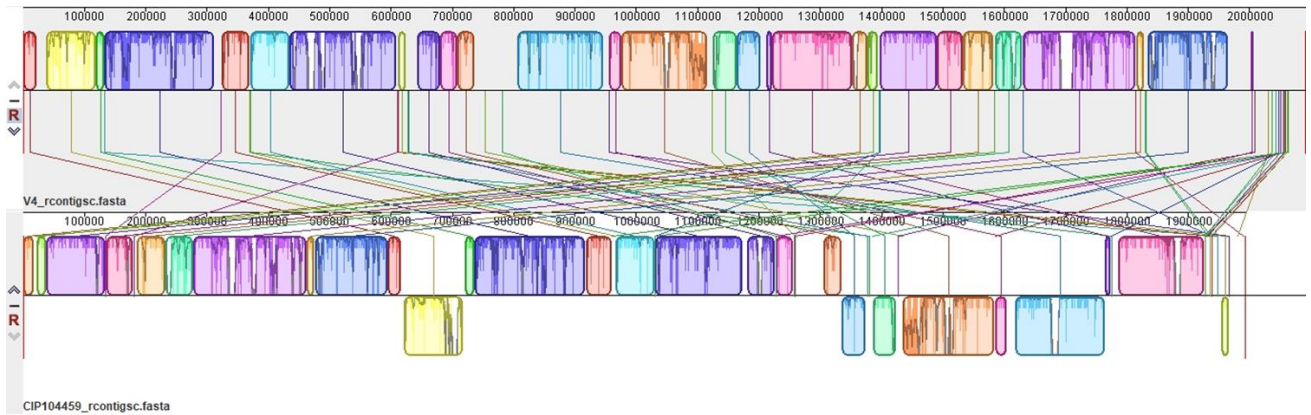 100000 200000 300000 400000 500000 600000 700000 800000 900000 1000000 1100000 1200000 1300000 1400000 1500000 1600000 1700000 1800000 1900000 2000000
R
V4_rcontigsc.fasta
100000 200000 300000 400000 500000 600000 700000 800000 900000 1000000 1100000 1200000 1300000 1400000 1500000 1600000 1700000 1800000 1900000
R
CIP104459_rcontigsc.fasta